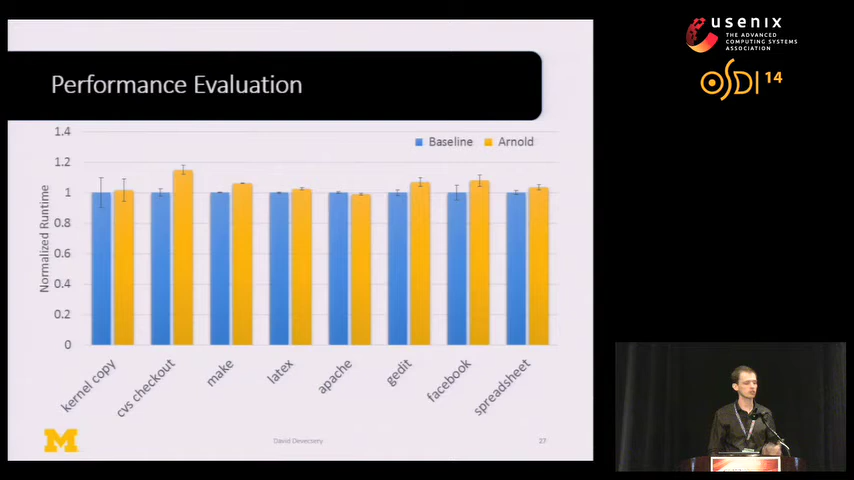 usenix
THE ADVANCED
COMPUTING SYSTEMS
ASSOCIATION
OSDI 14
Performance Evaluation
1.4
1.2
1
0.8
0.6
0.4
0.2
0
Normalized Runtime
Baseline
Arnold
kernel copy
cvs checkout
make
latex
apache
gedit
facebook
spreadsheet
M
David Devecsery
27